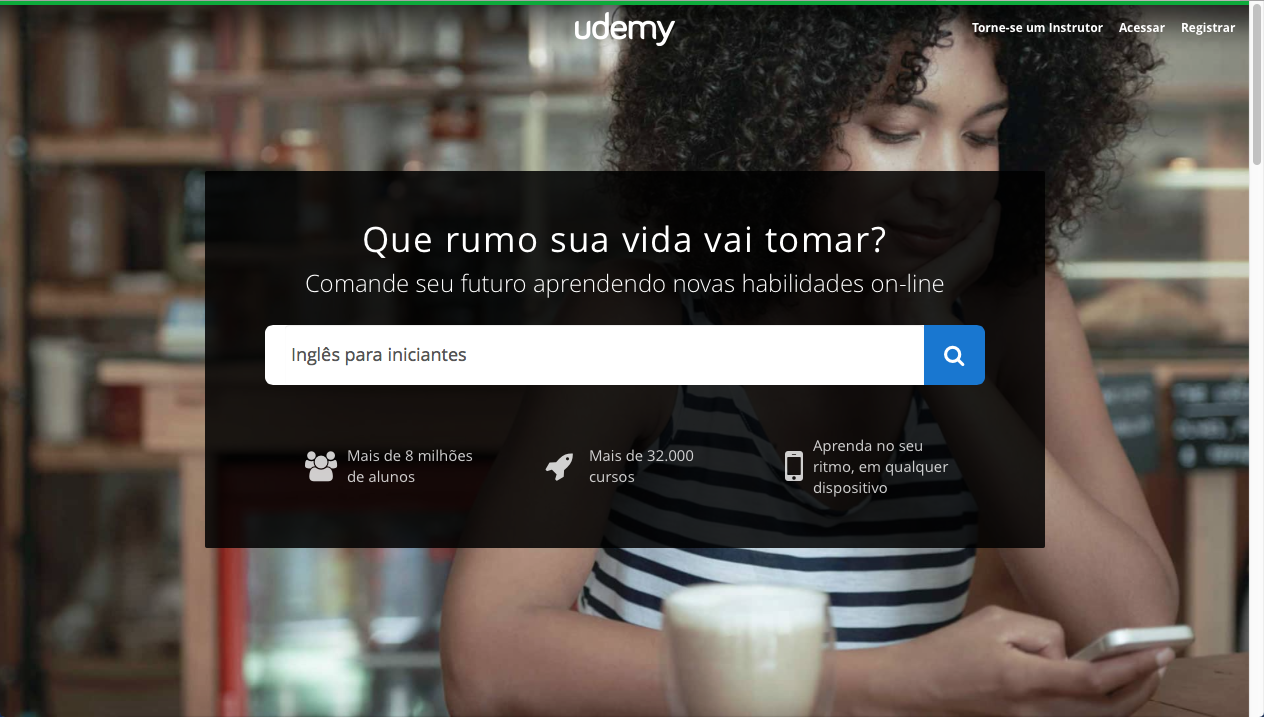 udemy
Torne-se um Instrutor Acessar Registrar
Que rumo sua vida vai tomar?
Comande seu futuro aprendendo novas habilidades on-line
Inglês para iniciantes
Mais de 8 milhões
de alunos
Mais de 32.000
cursos
Aprenda no seu
ritmo, em qualquer
dispositivo